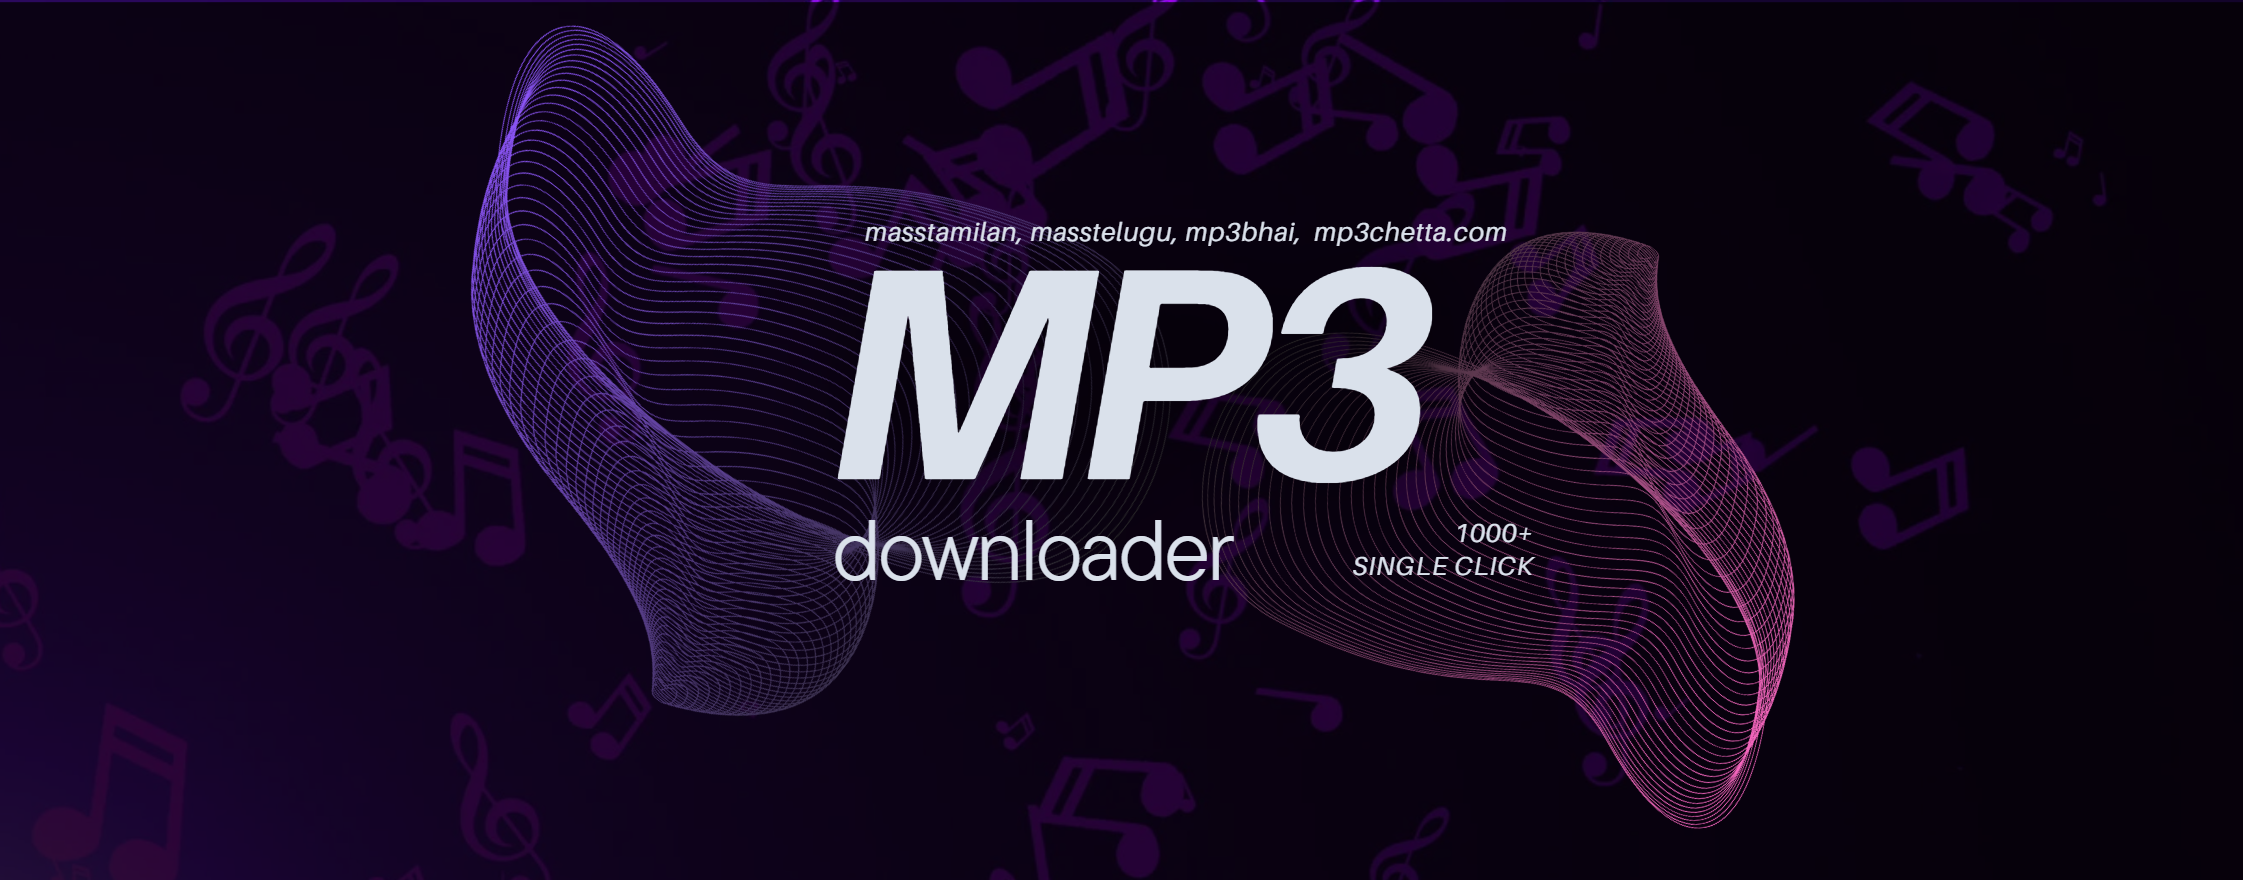 masstamilan, masstelugu, mp3bhai,  mp3chetta.com
MP3
downloader
1000+
SINGLE CLICK